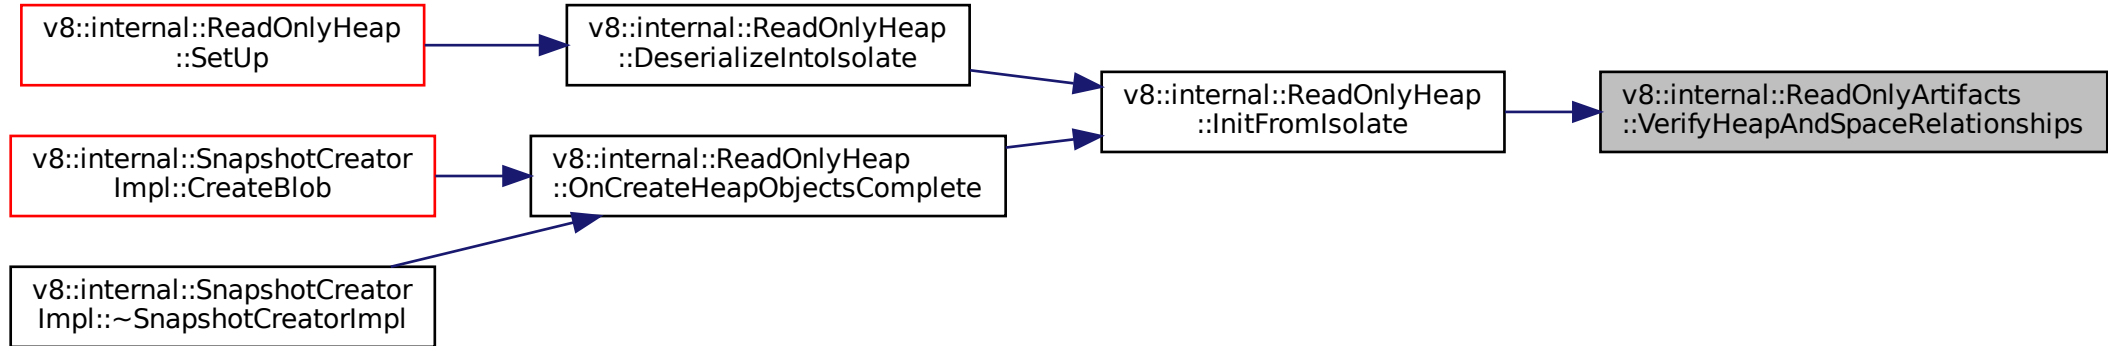 v8::internal::ReadOnlyHeap
::SetUp
v8::internal::ReadOnlyHeap
::DeserializeIntoIsolate
v8::internal::ReadOnlyHeap
::InitFromIsolate
v8::internal::ReadOnlyArtifacts
::VerifyHeapAndSpaceRelationships
v8::internal::SnapshotCreator
Impl::CreateBlob
v8::internal::ReadOnlyHeap
::OnCreateHeapObjectsComplete
v8::internal::SnapshotCreator
Impl::~SnapshotCreatorImpl